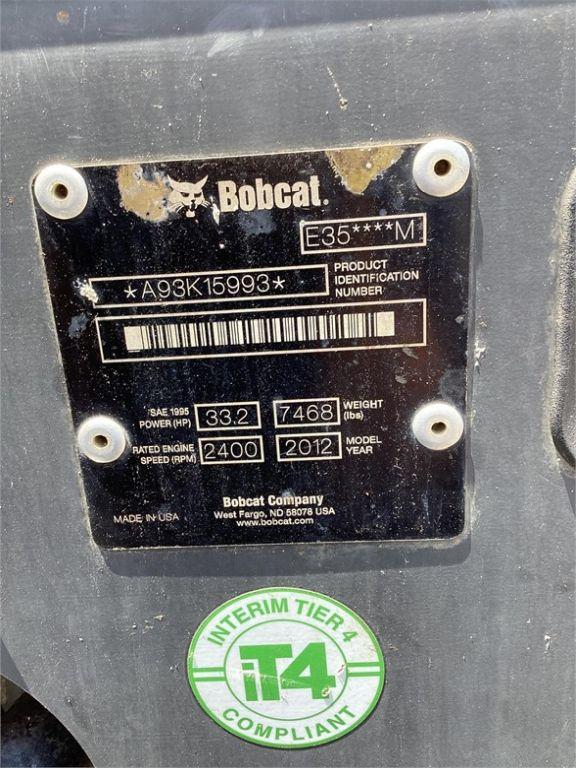 Bobcat.
E35****M
*A93K15993*
PRODUCT
IDENTIFICATION
NUMBER
SAE 1995
POWER (HP)
33.2
7468
WEIGHT
(lbs)
RATED ENGINE
SPEED (RPM)
2400
2012
MODEL
YEAR
Bobcat Company
West Fargo, ND 58078 USA
www.bobcat.com
MADE IN USA
INTERIM TIER 4
iT4
COMPLIANT